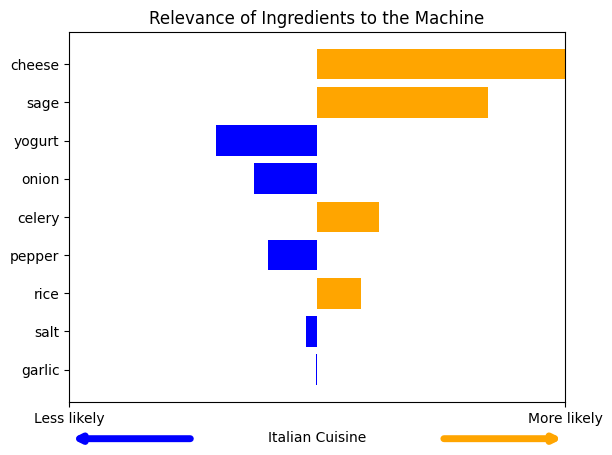 Relevance of Ingredients to the Machine
cheese
sage
yogurt
onion
celery
pepper
rice
salt
garlic
Less likely
More likely
Italian Cuisine